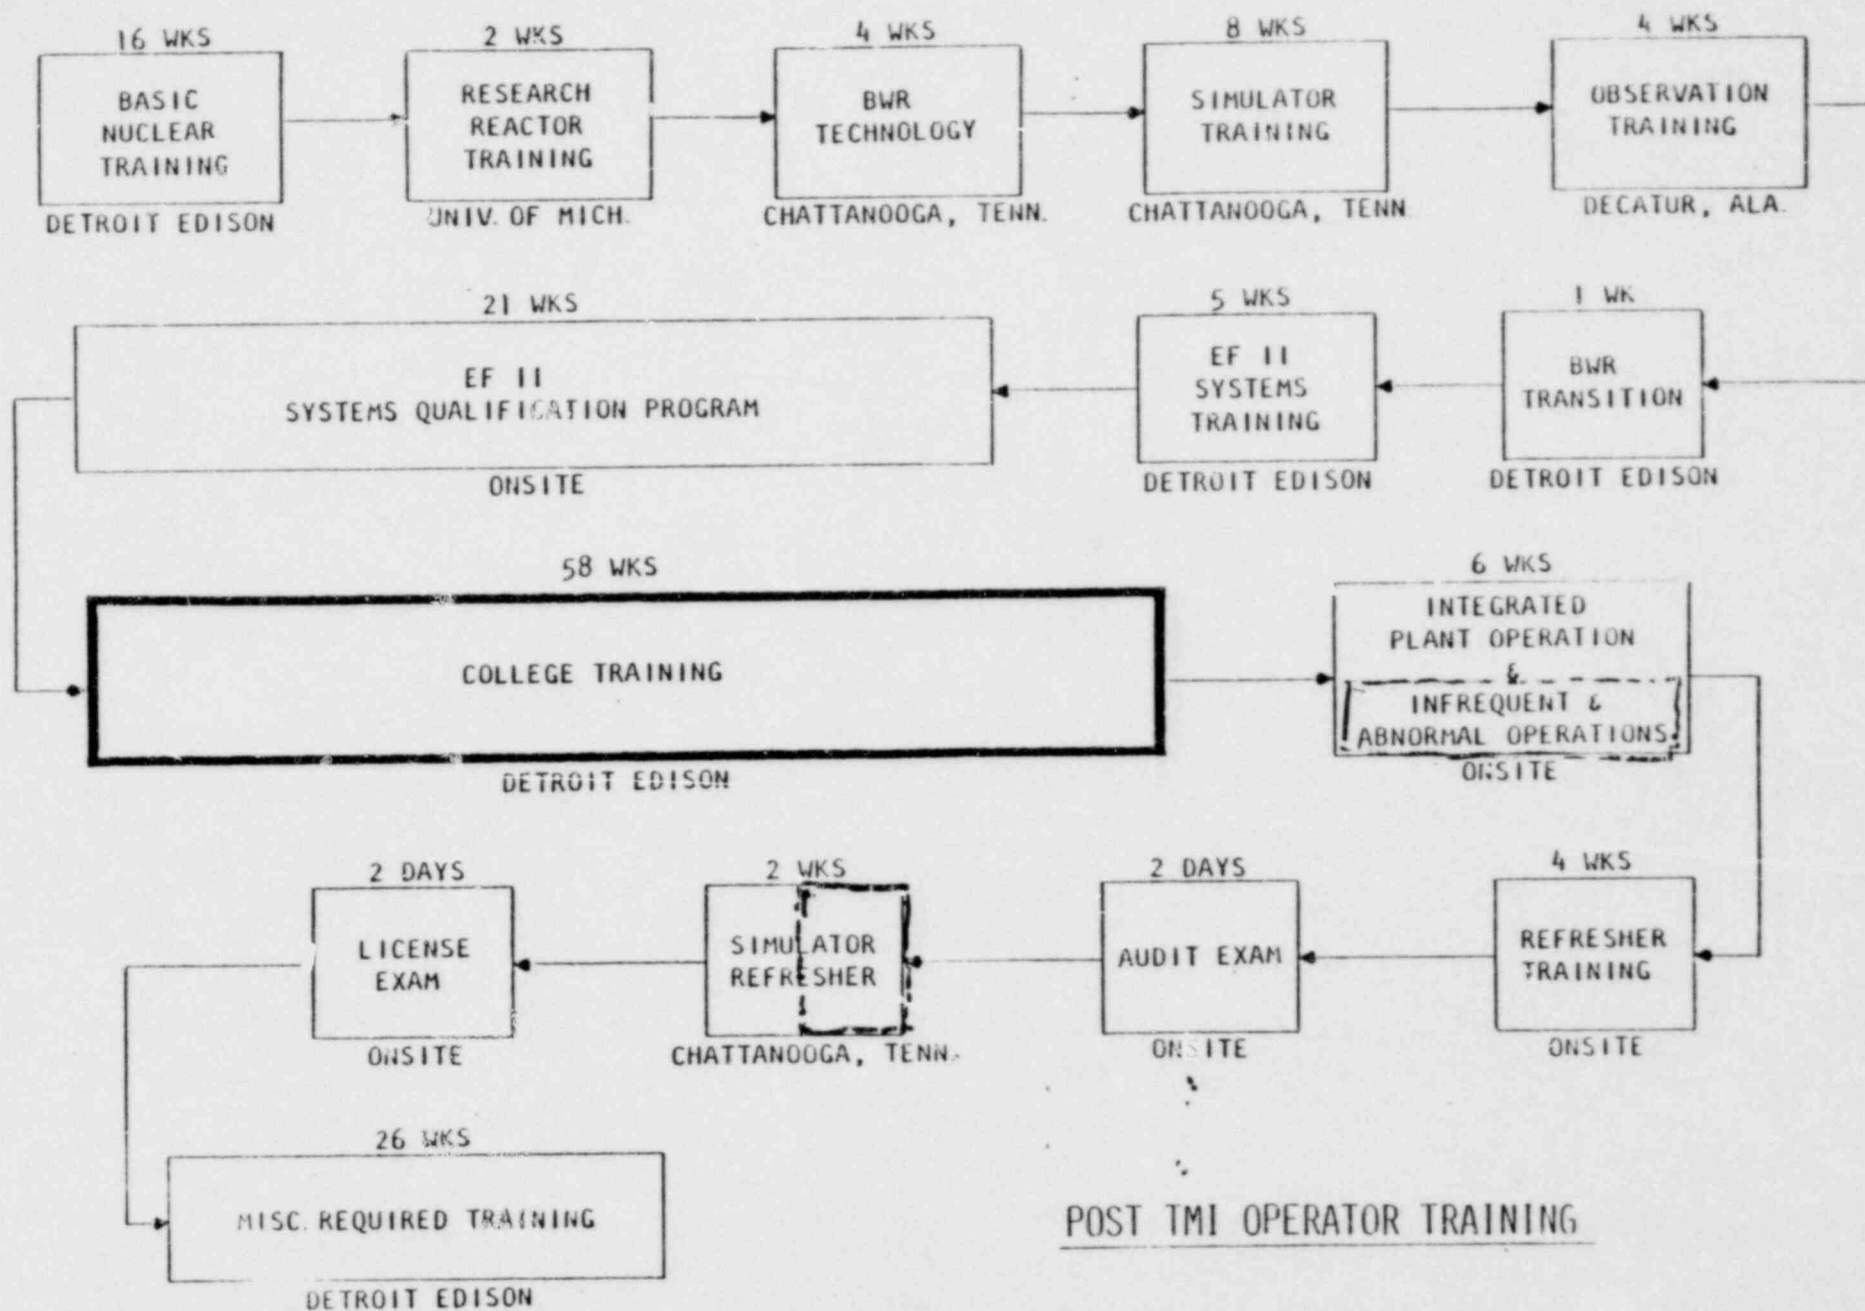 16 WKS
BASIC
NUCLEAR
TRAINING
DETROIT EDISON
2 WKS
RESEARCH
REACTOR
TRAINING
UNIV. OF MICH.
4 WKS
BWR
TECHNOLOGY
CHATTANOOGA, TENN.
8 WKS
SIMULATOR
TRAINING
CHATTANOOGA, TENN
4 WKS
OBSERVATION
TRAINING
DECATUR, ALA.
1 WK
BWR
TRANSITION
DETROIT EDISON
5 WKS
EF II
SYSTEMS
TRAINING
DETROIT EDISON
21 WKS
EF II
SYSTEMS QUALIFICATION PROGRAM
ONSITE
58 WKS
COLLEGE TRAINING
DETROIT EDISON
6 WKS
INTEGRATED
PLANT OPERATION
&
INFREQUENT &
ABNORMAL OPERATIONS
ONSITE
4 WKS
REFRESHER
TRAINING
ONSITE
2 DAYS
AUDIT EXAM
ONSITE
2 WKS
SIMULATOR
REFRESHER
CHATTANOOGA, TENN.
2 DAYS
LICENSE
EXAM
ONSITE
26 WKS
MISC. REQUIRED TRAINING
DETROIT EDISON
POST TMI OPERATOR TRAINING